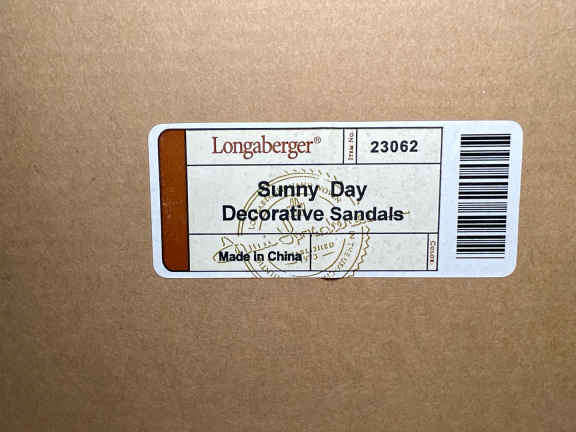 Longaberger®
Item No.
23062
Sunny Day
Decorative Sandals
Made in China
Color